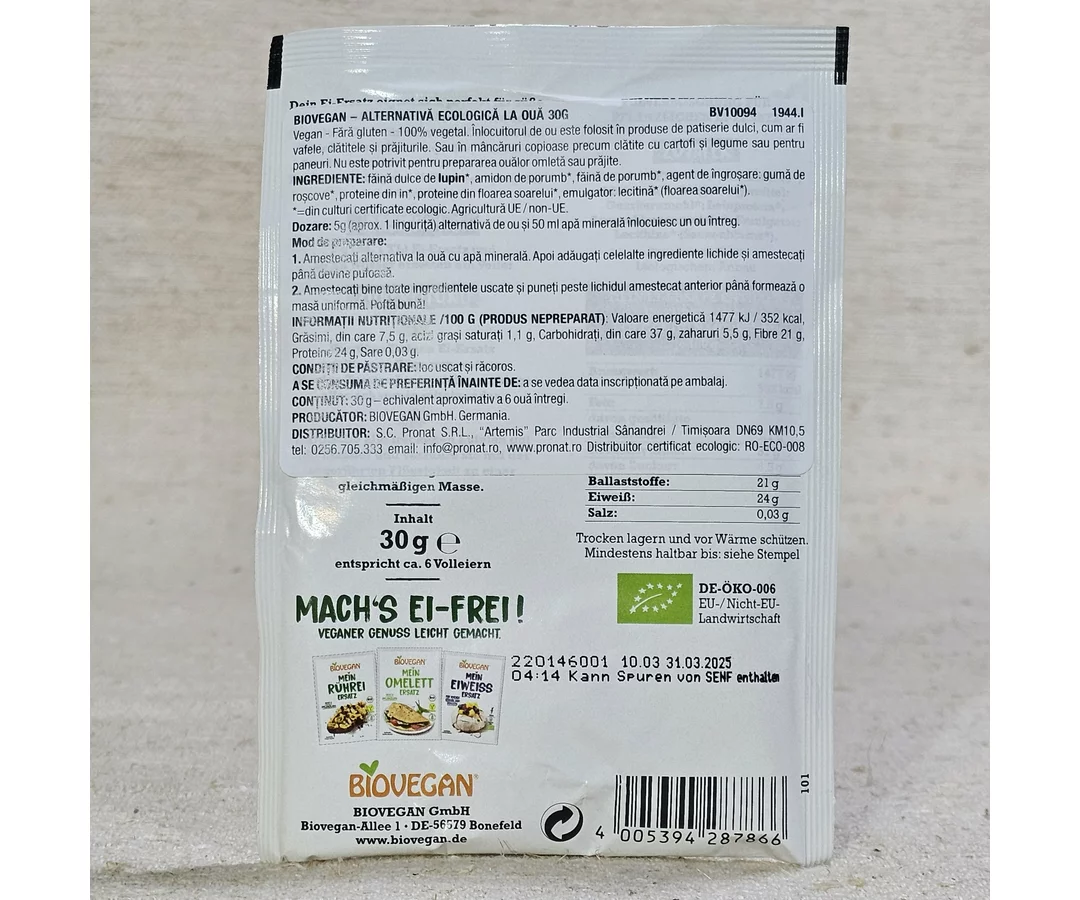 Dein Ei-Ersatz eignet sich perfekt für
BIOVEGAN – ALTERNATIVĂ ECOLOGICĂ LA OUĂ 30G BV10094 1944.I
Vegan - Fără gluten - 100% vegetal. Înlocuitorul de ou este folosit în produse de patiserie dulci, cum ar fi
vafele, clătitele și prăjiturile. Sau în mâncăruri copioase precum clătite cu cartofi și legume sau pentru
paneuri. Nu este potrivit pentru prepararea ouălor omletă sau prăjite.
INGREDIENTE: făină dulce de lupin*, amidon de porumb*, făină de porumb*, agent de îngroșare: gumă de
roșcove*, proteine din in*, proteine din floarea soarelui*, emulgator: lecitină* (floarea soarelui*).
*=din culturi certificate ecologic. Agricultură UE / non-UE.
Dozare: 5g (aprox. 1 linguriță) alternativă de ou și 50 ml apă minerală înlocuiesc un ou întreg.
Mod de preparare:
1. Amestecați alternativa la ouă cu apă minerală. Apoi adăugați celelalte ingrediente lichide și amestecați
până devine pufoasă.
2. Amestecați bine toate ingredientele uscate și puneți peste lichidul amestecat anterior până formează o
masă uniformă. Poftă bună!
INFORMAȚII NUTRIȚIONALE /100 G (PRODUS NEPREPARAT): Valoare energetică 1477 kJ / 352 kcal,
Grăsimi, din care 7,5 g, acizi grași saturați 1,1 g, Carbohidrați, din care 37 g, zaharuri 5,5 g, Fibre 21 g,
Proteine 24 g, Sare 0,03 g.
CONDIȚII DE PĂSTRARE: loc uscat și răcoros.
A SE CONSUMA DE PREFERINȚĂ ÎNAINTE DE: a se vedea data inscripționată pe ambalaj.
CONȚINUT: 30 g – echivalent aproximativ a 6 ouă întregi.
PRODUCĂTOR: BIOVEGAN GmbH. Germania.
DISTRIBUITOR: S.C. Pronat S.R.L., “Artemis” Parc Industrial Sânandrei / Timișoara DN69 KM10,5
tel: 0256.705.333 email: info@pronat.ro, www.pronat.ro Distribuitor certificat ecologic: RO-ECO-008
gleichmäßigen Masse.
Inhalt
30 g ℮
entspricht ca. 6 Volleiern
MACH'S EI-FREI!
VEGANER GENUSS LEICHT GEMACHT.
BIOVEGAN
MEIN
RÜHREI
ERSATZ
BIOVEGAN
MEIN
OMELETT
ERSATZ
BIOVEGAN
MEIN
EIWEISS
ERSATZ
BIOVEGAN
BIOVEGAN GmbH
Biovegan-Allee 1 · DE-56579 Bonefeld
www.biovegan.de
Ballaststoffe: 21 g
Eiweiß: 24 g
Salz: 0,03 g
Trocken lagern und vor Wärme schützen.
Mindestens haltbar bis: siehe Stempel
DE-ÖKO-006
EU-/Nicht-EU-
Landwirtschaft
220146001 10.03 31.03.2025
04:14 Kann Spuren von SENF enthalten
101
4 005394 287866